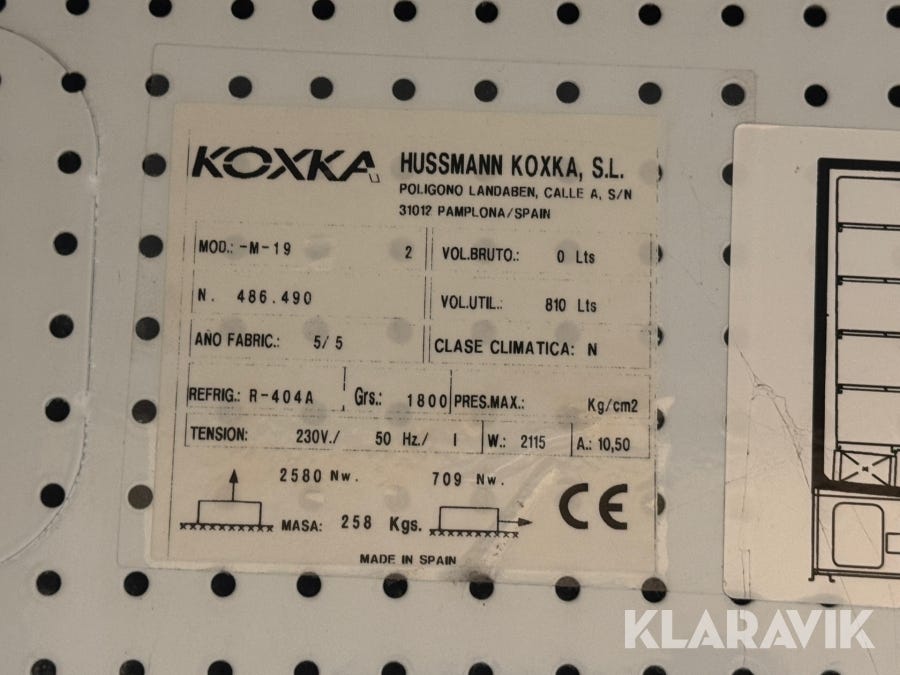 KOXKA
HUSSMANN KOXKA, S.L.
POLIGONO LANDABEN, CALLE A, S/N
31012 PAMPLONA/SPAIN
MOD.: -M-19 2
VOL.BRUTO.: 0 Lts
N. 486.490
VOL.UTIL.: 810 Lts
AÑO FABRIC.: 5/ 5
CLASE CLIMATICA: N
REFRIG.: R-404A Grs.: 1800 PRES.MAX.: Kg/cm2
TENSION: 230V./ 50 Hz./ I W.: 2115 A.: 10,50
2580 Nw. 709 Nw.
MASA: 258 Kgs.
CE
MADE IN SPAIN
KLARAVIK